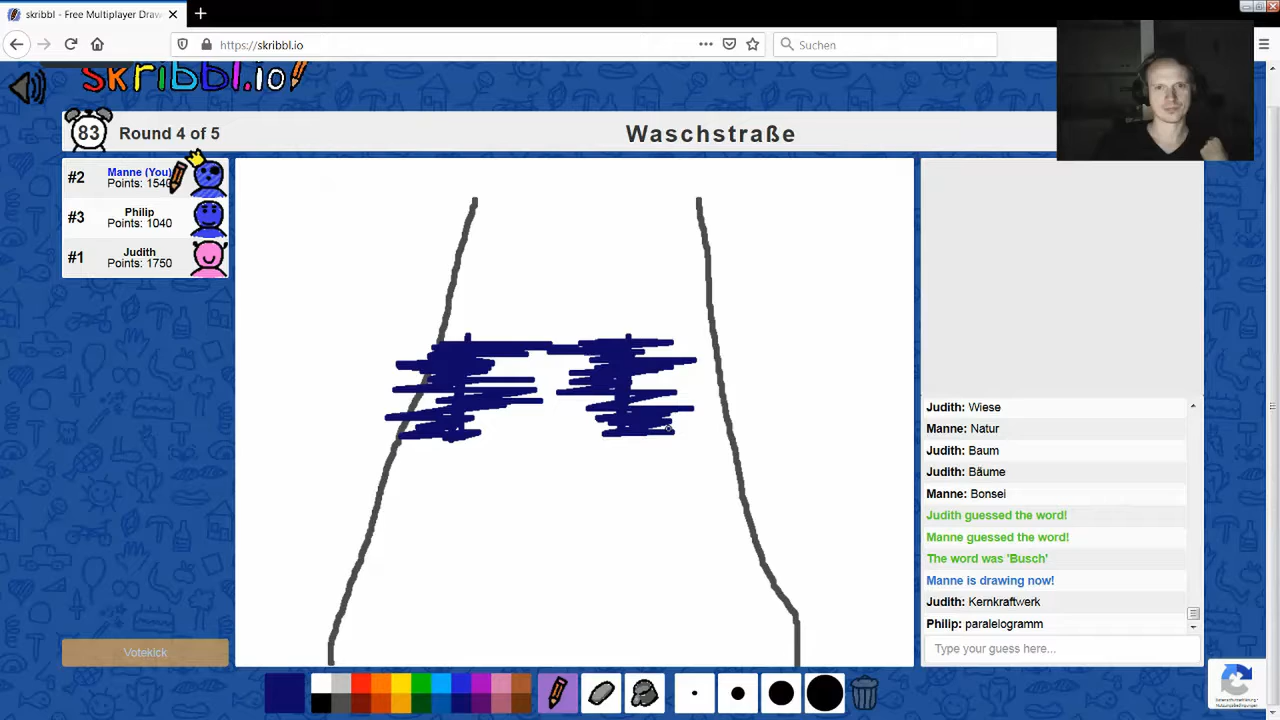 skribbl - Free Multiplayer Draw
https://skribbl.io
Suchen
skribbl.io
83
Round 4 of 5
Waschstraße
#2
Manne (You)
Points: 1540
#3
Philip
Points: 1040
#1
Judith
Points: 1750
Judith: Wiese
Manne: Natur
Judith: Baum
Judith: Bäume
Manne: Bonsei
Judith guessed the word!
Manne guessed the word!
The word was 'Busch'
Manne is drawing now!
Judith: Kernkraftwerk
Philip: paralelogramm
Type your guess here...
Votekick